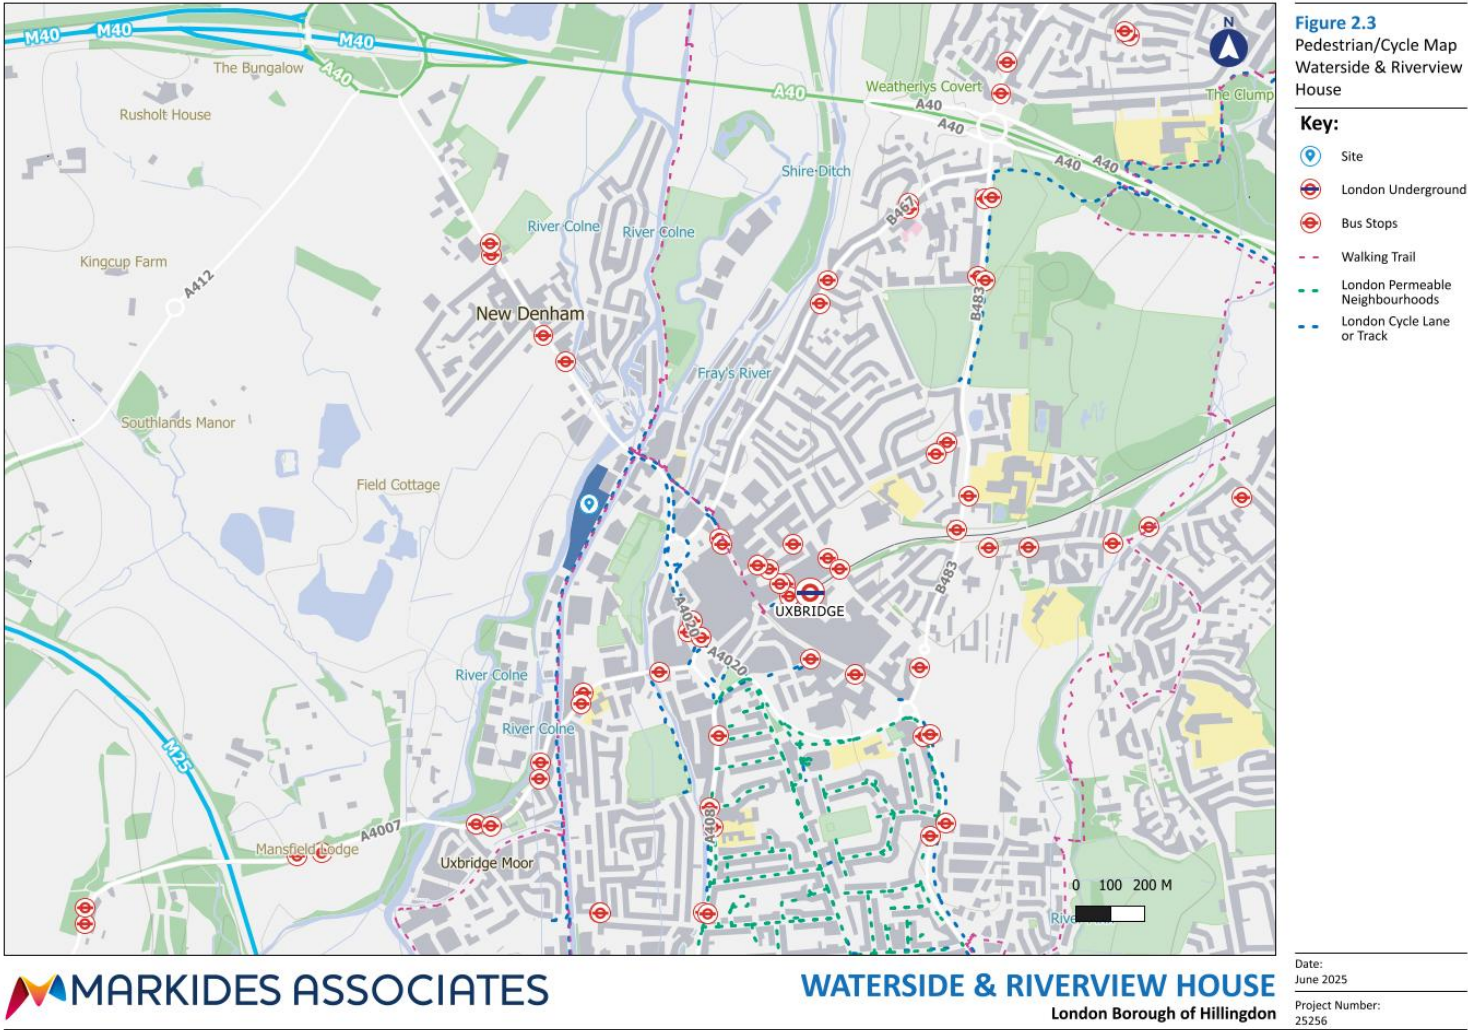 M40
M40
M40
The Bungalow
A40
Rusholt House
A40
Weatherlys Covert
A40
A40
A40
A40
The Clump
N
Shire-Ditch
B467
River Colne
River Colne
Kingcup Farm
A412
New Denham
B483
Fray's River
Southlands Manor
Field Cottage
UXBRIDGE
B483
A4020
A4020
River Colne
River Colne
M25
A4007
Mansfield Lodge
Uxbridge Moor
A408
0 100 200 M
Figure 2.3
Pedestrian/Cycle Map
Waterside & Riverview
House
Key:
Site
London Underground
Bus Stops
Walking Trail
London Permeable
Neighbourhoods
London Cycle Lane
or Track
MARKIDES ASSOCIATES
WATERSIDE & RIVERVIEW HOUSE
London Borough of Hillingdon
Date:
June 2025
Project Number:
25256